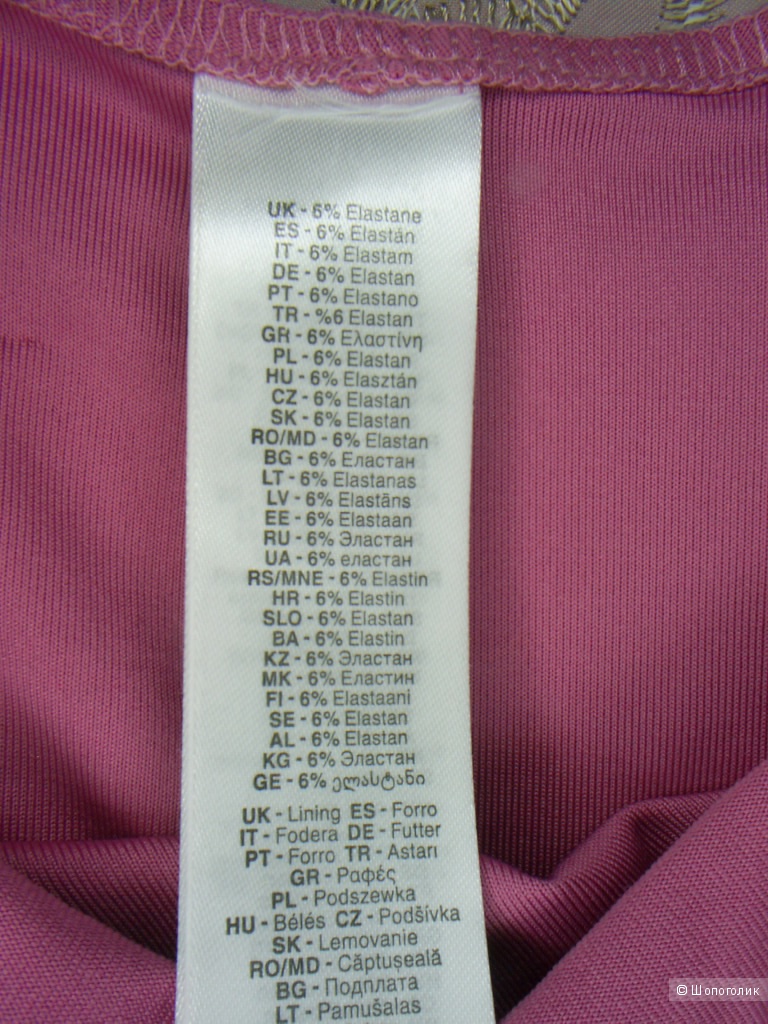 UK - 6% Elastane
ES - 6% Elastán
IT - 6% Elastam
DE - 6% Elastan
PT - 6% Elastano
TR - %6 Elastan
GR - 6% Ελαστίνη
PL - 6% Elastan
HU - 6% Elasztán
CZ - 6% Elastan
SK - 6% Elastan
RO/MD - 6% Elastan
BG - 6% Еластан
LT - 6% Elastanas
LV - 6% Elastāns
EE - 6% Elastaan
RU - 6% Эластан
UA - 6% еластан
RS/MNE - 6% Elastin
HR - 6% Elastin
SLO - 6% Elastan
BA - 6% Elastin
KZ - 6% Эластан
MK - 6% Еластин
FI - 6% Elastaani
SE - 6% Elastan
AL - 6% Elastan
KG - 6% Эластан
GE - 6% ელასტანი
UK - Lining ES - Forro
IT - Fodera DE - Futter
PT - Forro TR - Astarı
GR - Ραφές
PL - Podszewka
HU - Bélés CZ - Podšívka
SK - Lemovanie
RO/MD - Căptuşeală
BG - Подплата
LT - Pamušalas
© Шопоголик